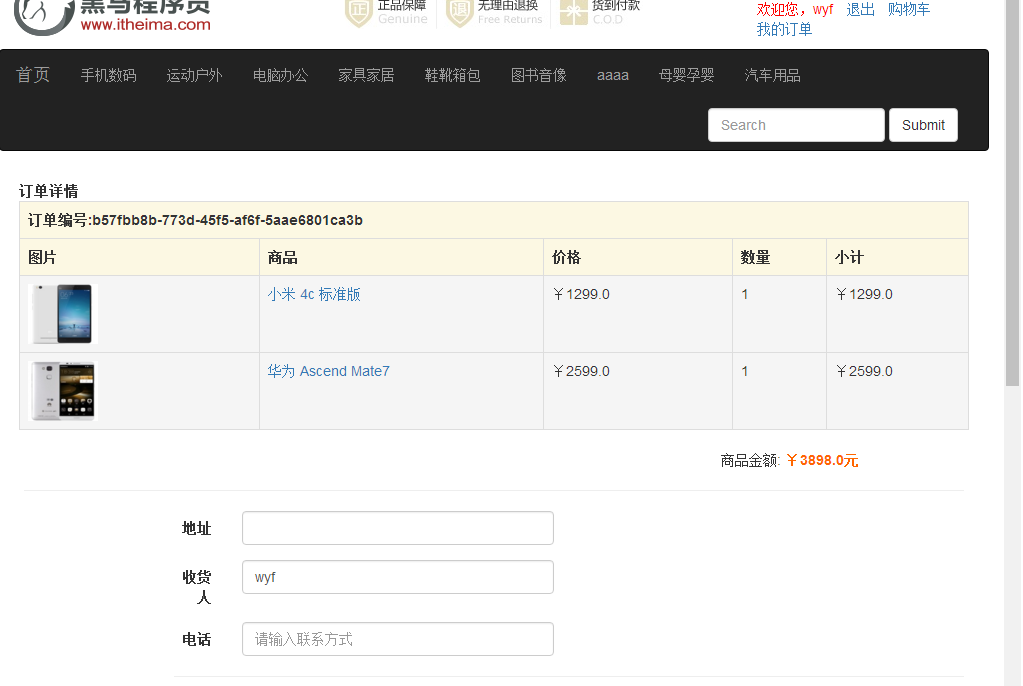 黑马程序员
www.itheima.com
正品保障
Genuine
无理由退换
Free Returns
货到付款
C.O.D
欢迎您，wyf 退出 购物车
我的订单
首页 手机数码 运动户外 电脑办公 家具家居 鞋靴箱包 图书音像 aaaa 母婴孕婴 汽车用品
Search Submit
订单详情
订单编号:b57fbb8b-773d-45f5-af6f-5aae6801ca3b
图片 商品 价格 数量 小计
小米 4c 标准版 ￥1299.0 1 ￥1299.0
华为 Ascend Mate7 ￥2599.0 1 ￥2599.0
商品金额: ￥3898.0元
地址
收货
人
wyf
电话 请输入联系方式